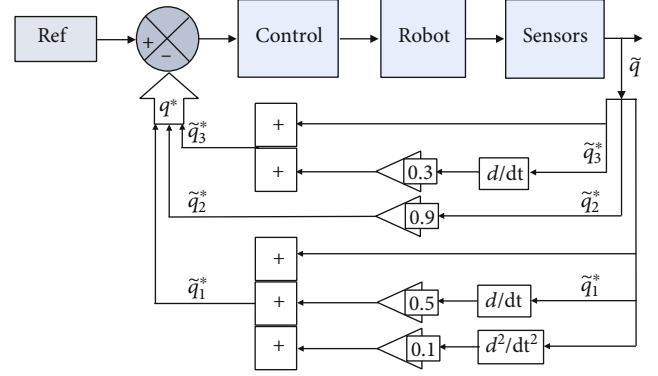 Ref
+
−
Control
Robot
Sensors
q̃
q*
q̃₃*
+
+
0.3
d/dt
q̃₃*
q̃₂*
0.9
q̃₂*
+
q̃₁*
+
0.5
d/dt
q̃₁*
+
0.1
d²/dt²